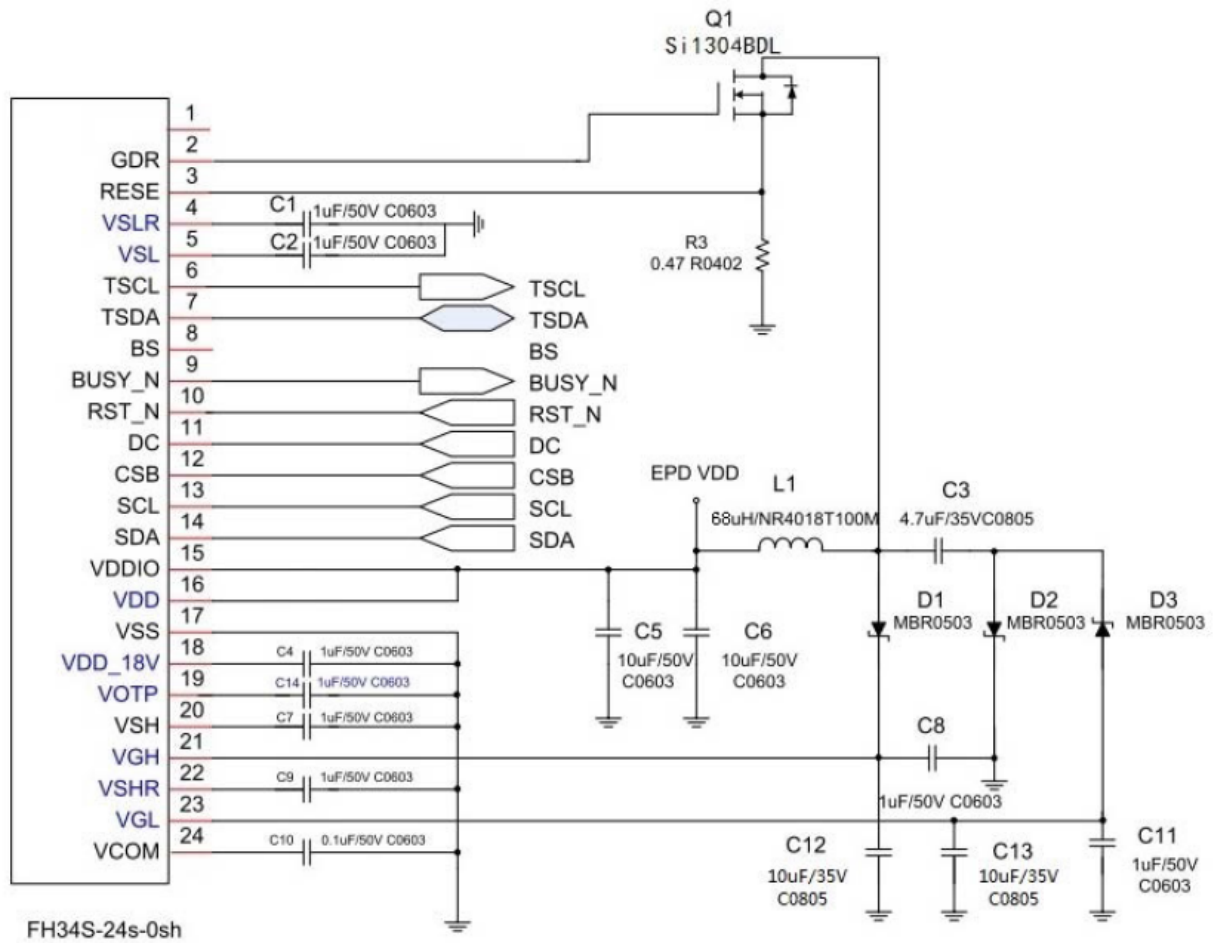 Q1
Si1304BDL
1
2
GDR
3
RESE
4
VSLR
C1
1uF/50V C0603
5
VSL
C2
1uF/50V C0603
6
TSCL
TSCL
7
TSDA
TSDA
8
BS
BS
9
BUSY_N
BUSY_N
10
RST_N
RST_N
11
DC
DC
12
CSB
CSB
13
SCL
SCL
14
SDA
SDA
15
VDDIO
16
VDD
17
VSS
18
VDD_18V
C4
1uF/50V C0603
19
VOTP
C14
1uF/50V C0603
20
VSH
C7
1uF/50V C0603
21
VGH
22
VSHR
C9
1uF/50V C0603
23
VGL
24
VCOM
C10
0.1uF/50V C0603
FH34S-24s-0sh
R3
0.47 R0402
EPD VDD
L1
68uH/NR4018T100M
C3
4.7uF/35VC0805
C5
10uF/50V
C0603
C6
10uF/50V
C0603
D1
MBR0503
D2
MBR0503
D3
MBR0503
C8
1uF/50V C0603
C12
10uF/35V
C0805
C13
10uF/35V
C0805
C11
1uF/50V
C0603